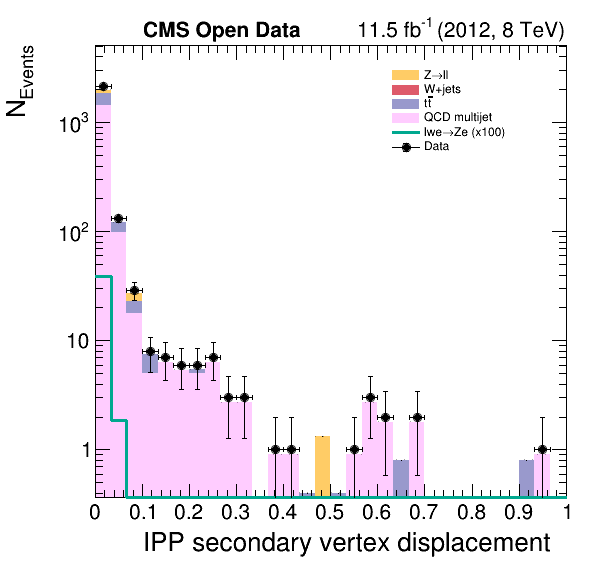 CMS Open Data 11.5 fb⁻¹ (2012, 8 TeV)
N_Events
Z→ll
W+jets
tt̄
QCD multijet
lwe→Ze (x100)
Data
10³
10²
10
1
0 0.1 0.2 0.3 0.4 0.5 0.6 0.7 0.8 0.9 1
IPP secondary vertex displacement